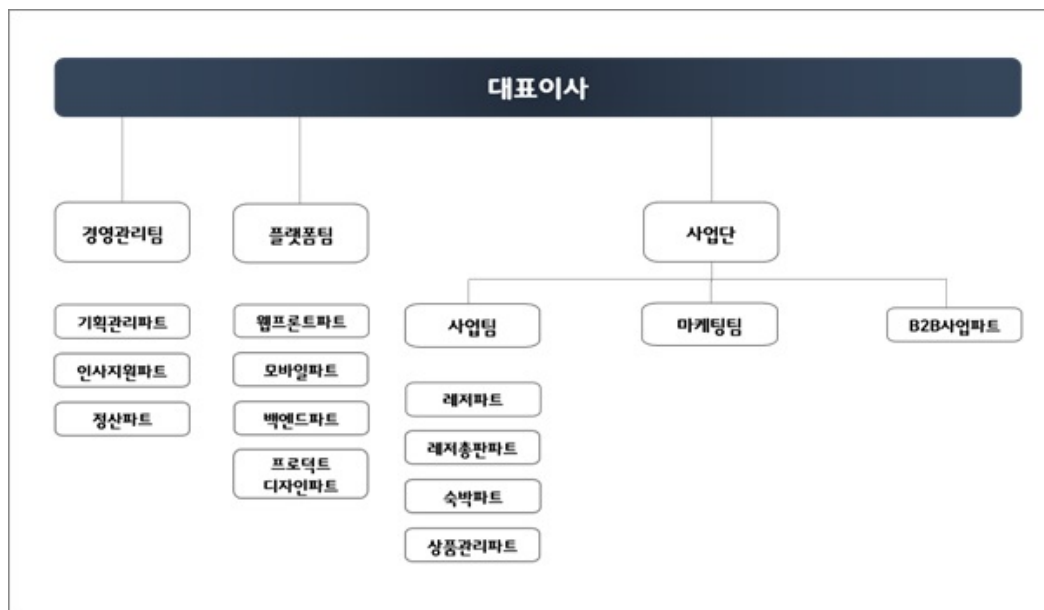 대표이사
경영관리팀
플랫폼팀
사업단
기획관리파트
인사지원파트
정산파트
웹프론트파트
모바일파트
백엔드파트
프로덕트
디자인파트
사업팀
마케팅팀
B2B사업파트
레저파트
레저총판파트
숙박파트
상품관리파트